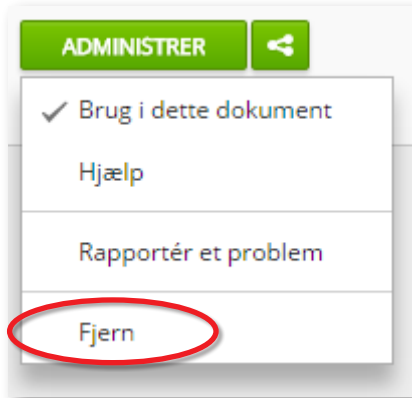 ADMINISTRER
Brug i dette dokument
Hjælp
Rapportér et problem
Fjern